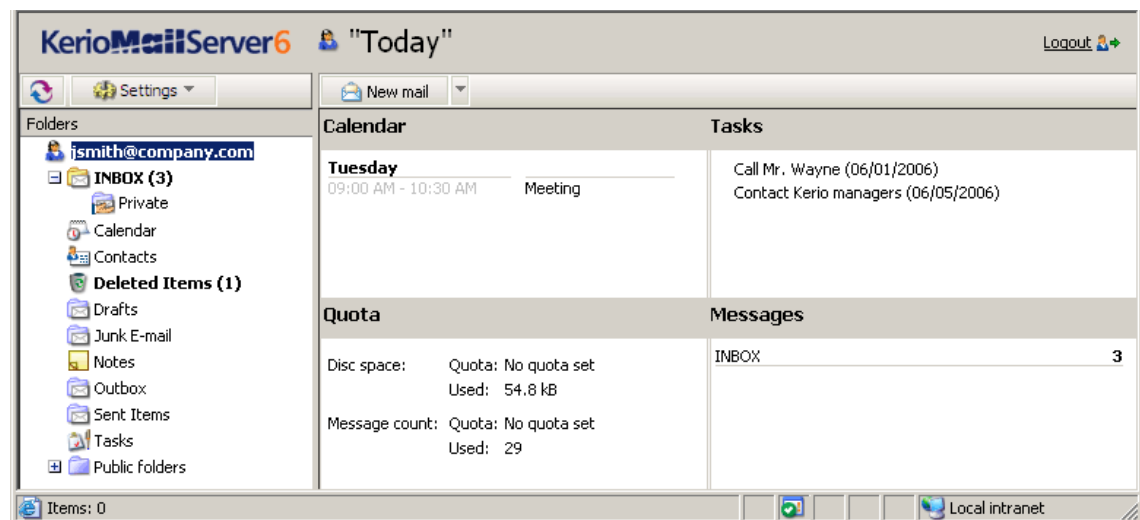 KerioMailServer6 "Today" Logout
Settings New mail
Folders
jsmith@company.com
INBOX (3)
Private
Calendar
Contacts
Deleted Items (1)
Drafts
Junk E-mail
Notes
Outbox
Sent Items
Tasks
Public folders
Calendar
Tuesday
09:00 AM - 10:30 AM Meeting
Tasks
Call Mr. Wayne (06/01/2006)
Contact Kerio managers (06/05/2006)
Quota
Disc space: Quota: No quota set
Used: 54.8 kB
Message count: Quota: No quota set
Used: 29
Messages
INBOX 3
Items: 0 Local intranet